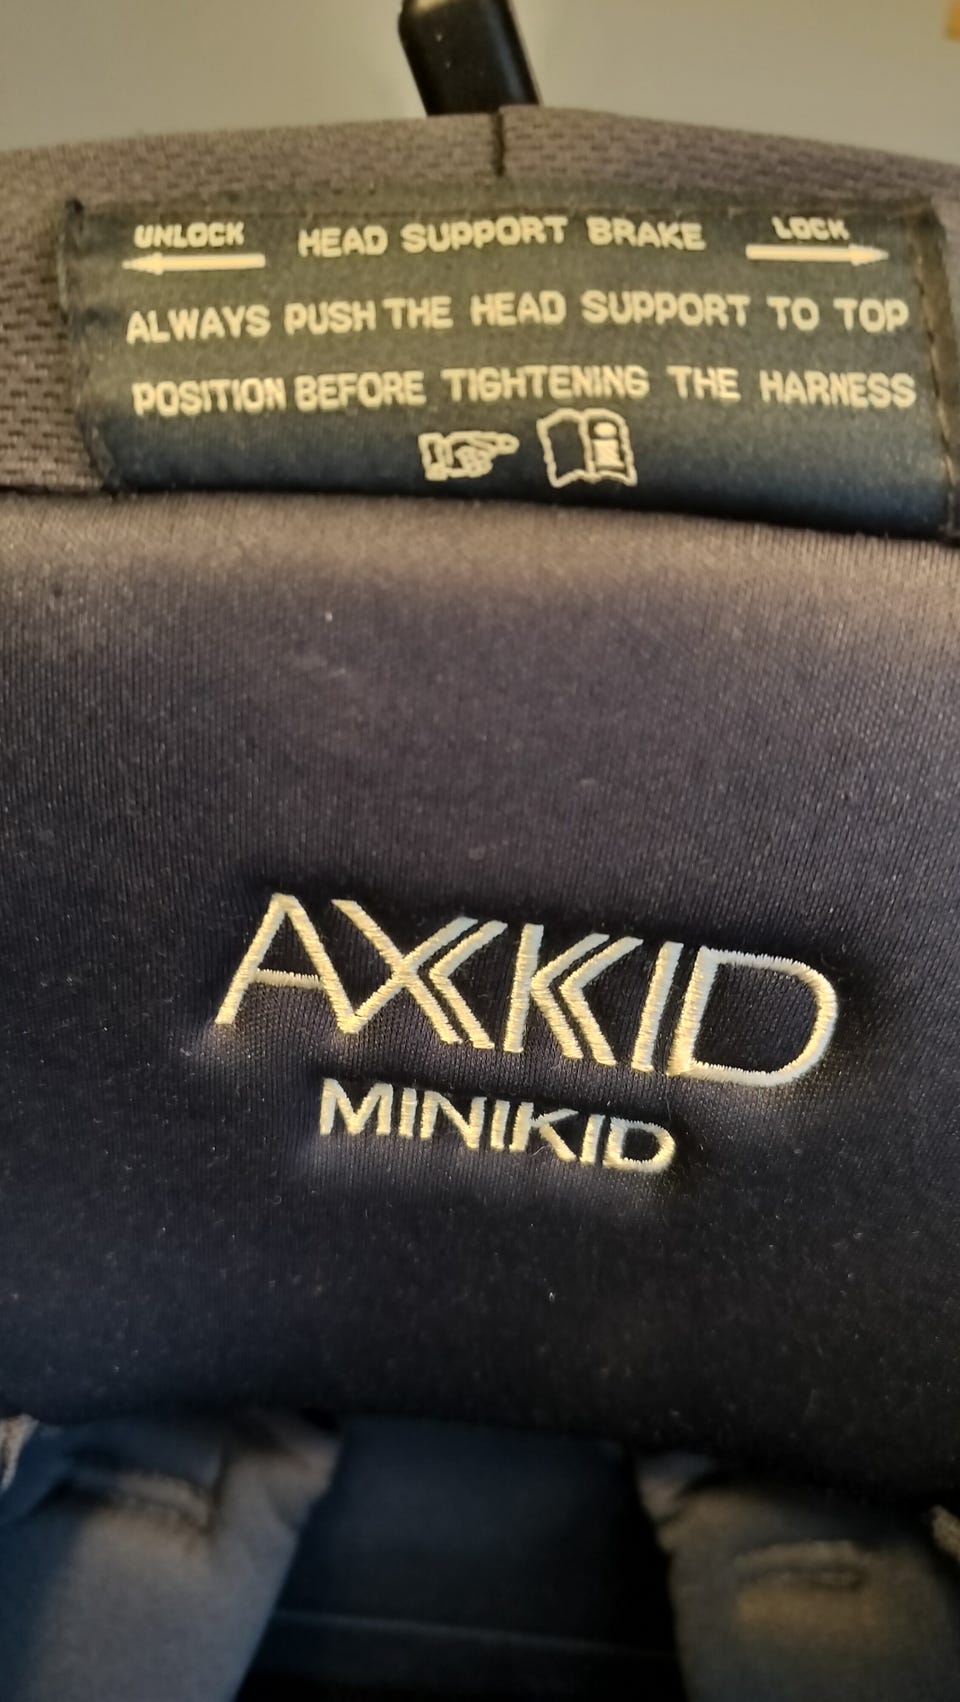 UNLOCK HEAD SUPPORT BRAKE LOCK
ALWAYS PUSH THE HEAD SUPPORT TO TOP
POSITION BEFORE TIGHTENING THE HARNESS
i
AXKID
MINIKID